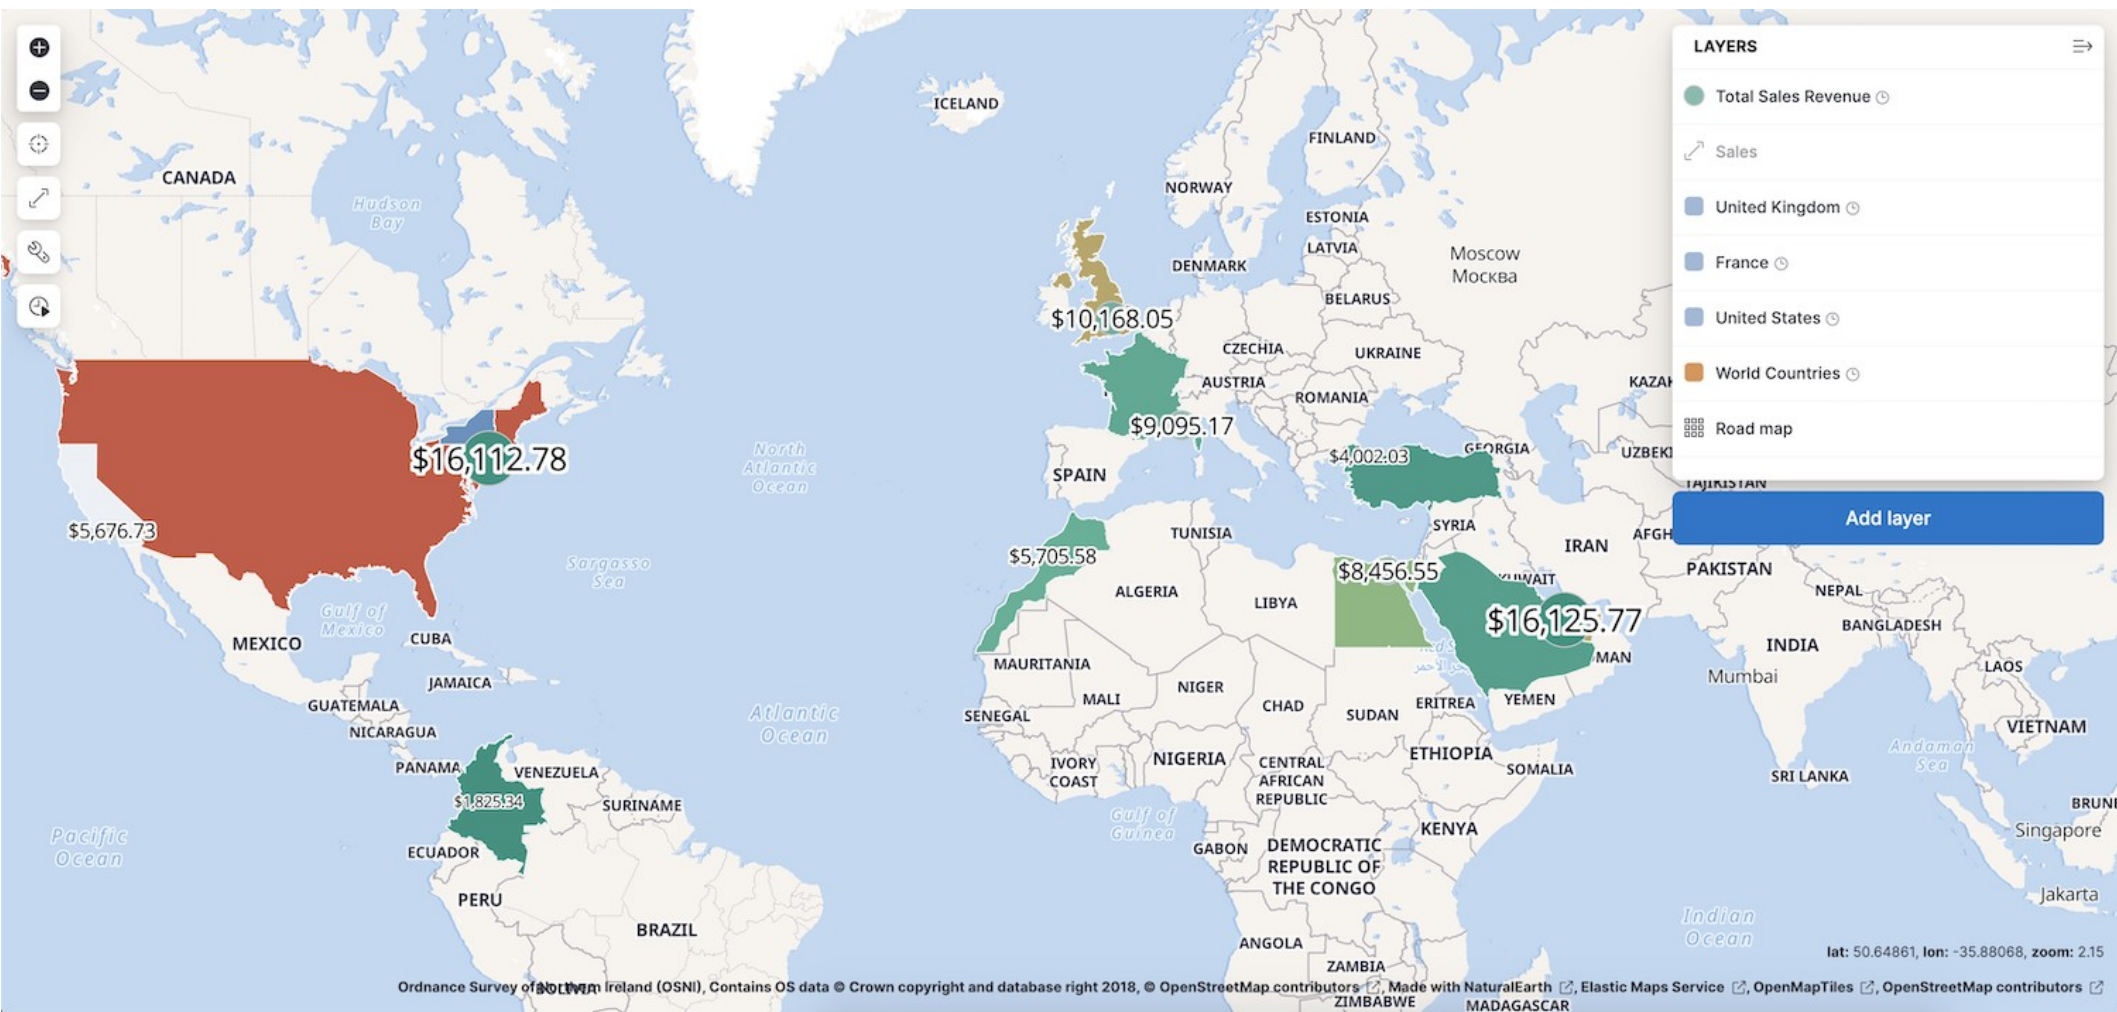 LAYERS
Total Sales Revenue
Sales
United Kingdom
France
United States
World Countries
Road map
Add layer
ICELAND
FINLAND
CANADA
NORWAY
Hudson
Bay
ESTONIA
LATVIA
Moscow
Москва
DENMARK
BELARUS
$10,168.05
CZECHIA
UKRAINE
AUSTRIA
KAZAK
ROMANIA
$9,095.17
GEORGIA
UZBEKI
$4,002.03
$16,112.78
North
Atlantic
Ocean
SPAIN
TAJIKISTAN
$5,676.73
SYRIA
TUNISIA
IRAN
AFGH
$5,705.58
Sargasso
Sea
PAKISTAN
$8,456.55
KUWAIT
ALGERIA
LIBYA
NEPAL
Gulf of
Mexico
$16,125.77
BANGLADESH
CUBA
MEXICO
INDIA
MAN
MAURITANIA
LAOS
Mumbai
JAMAICA
NIGER
MALI
CHAD
ERITREA
YEMEN
GUATEMALA
SENEGAL
SUDAN
Atlantic
Ocean
NICARAGUA
VIETNAM
Andaman
Sea
ETHIOPIA
NIGERIA
PANAMA
VENEZUELA
IVORY
COAST
CENTRAL
AFRICAN
REPUBLIC
SOMALIA
SRI LANKA
$1,825.34
SURINAME
BRUNE
Gulf of
Guinea
KENYA
Singapore
Pacific
Ocean
ECUADOR
GABON
DEMOCRATIC
REPUBLIC OF
THE CONGO
PERU
Jakarta
Indian
Ocean
BRAZIL
ANGOLA
lat: 50.64861, lon: -35.88068, zoom: 2.15
ZAMBIA
BOLIVIA
Ordnance Survey of Northern Ireland (OSNI), Contains OS data © Crown copyright and database right 2018, © OpenStreetMap contributors , Made with NaturalEarth , Elastic Maps Service , OpenMapTiles , OpenStreetMap contributors
ZIMBABWE
MADAGASCAR